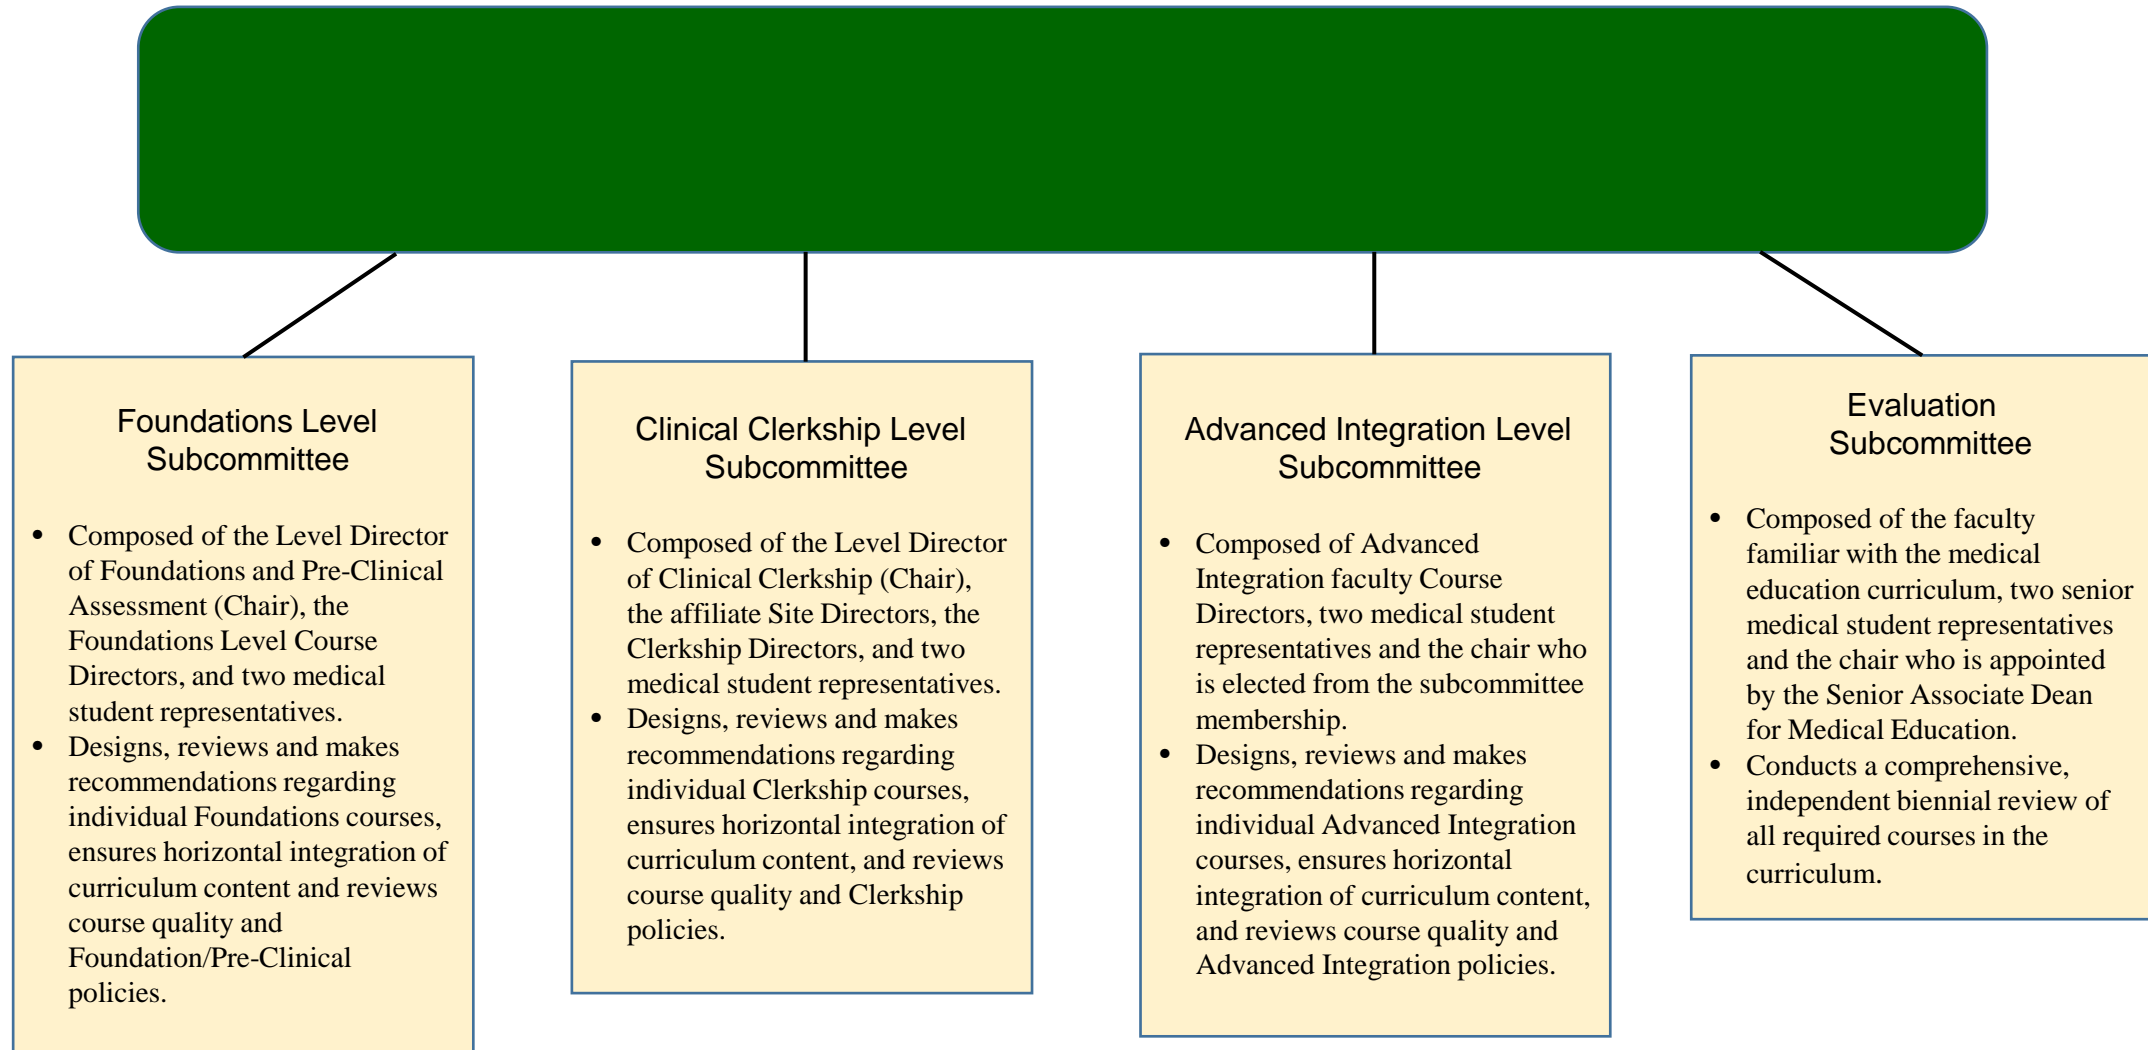 Foundations Level
Subcommittee
• Composed of the Level Director
of Foundations and Pre-Clinical
Assessment (Chair), the
Foundations Level Course
Directors, and two medical
student representatives.
• Designs, reviews and makes
recommendations regarding
individual Foundations courses,
ensures horizontal integration of
curriculum content and reviews
course quality and
Foundation/Pre-Clinical
policies.
Clinical Clerkship Level
Subcommittee
• Composed of the Level Director
of Clinical Clerkship (Chair),
the affiliate Site Directors, the
Clerkship Directors, and two
medical student representatives.
• Designs, reviews and makes
recommendations regarding
individual Clerkship courses,
ensures horizontal integration of
curriculum content, and reviews
course quality and Clerkship
policies.
Advanced Integration Level
Subcommittee
• Composed of Advanced
Integration faculty Course
Directors, two medical student
representatives and the chair who
is elected from the subcommittee
membership.
• Designs, reviews and makes
recommendations regarding
individual Advanced Integration
courses, ensures horizontal
integration of curriculum content,
and reviews course quality and
Advanced Integration policies.
Evaluation
Subcommittee
• Composed of the faculty
familiar with the medical
education curriculum, two senior
medical student representatives
and the chair who is appointed
by the Senior Associate Dean
for Medical Education.
• Conducts a comprehensive,
independent biennial review of
all required courses in the
curriculum.